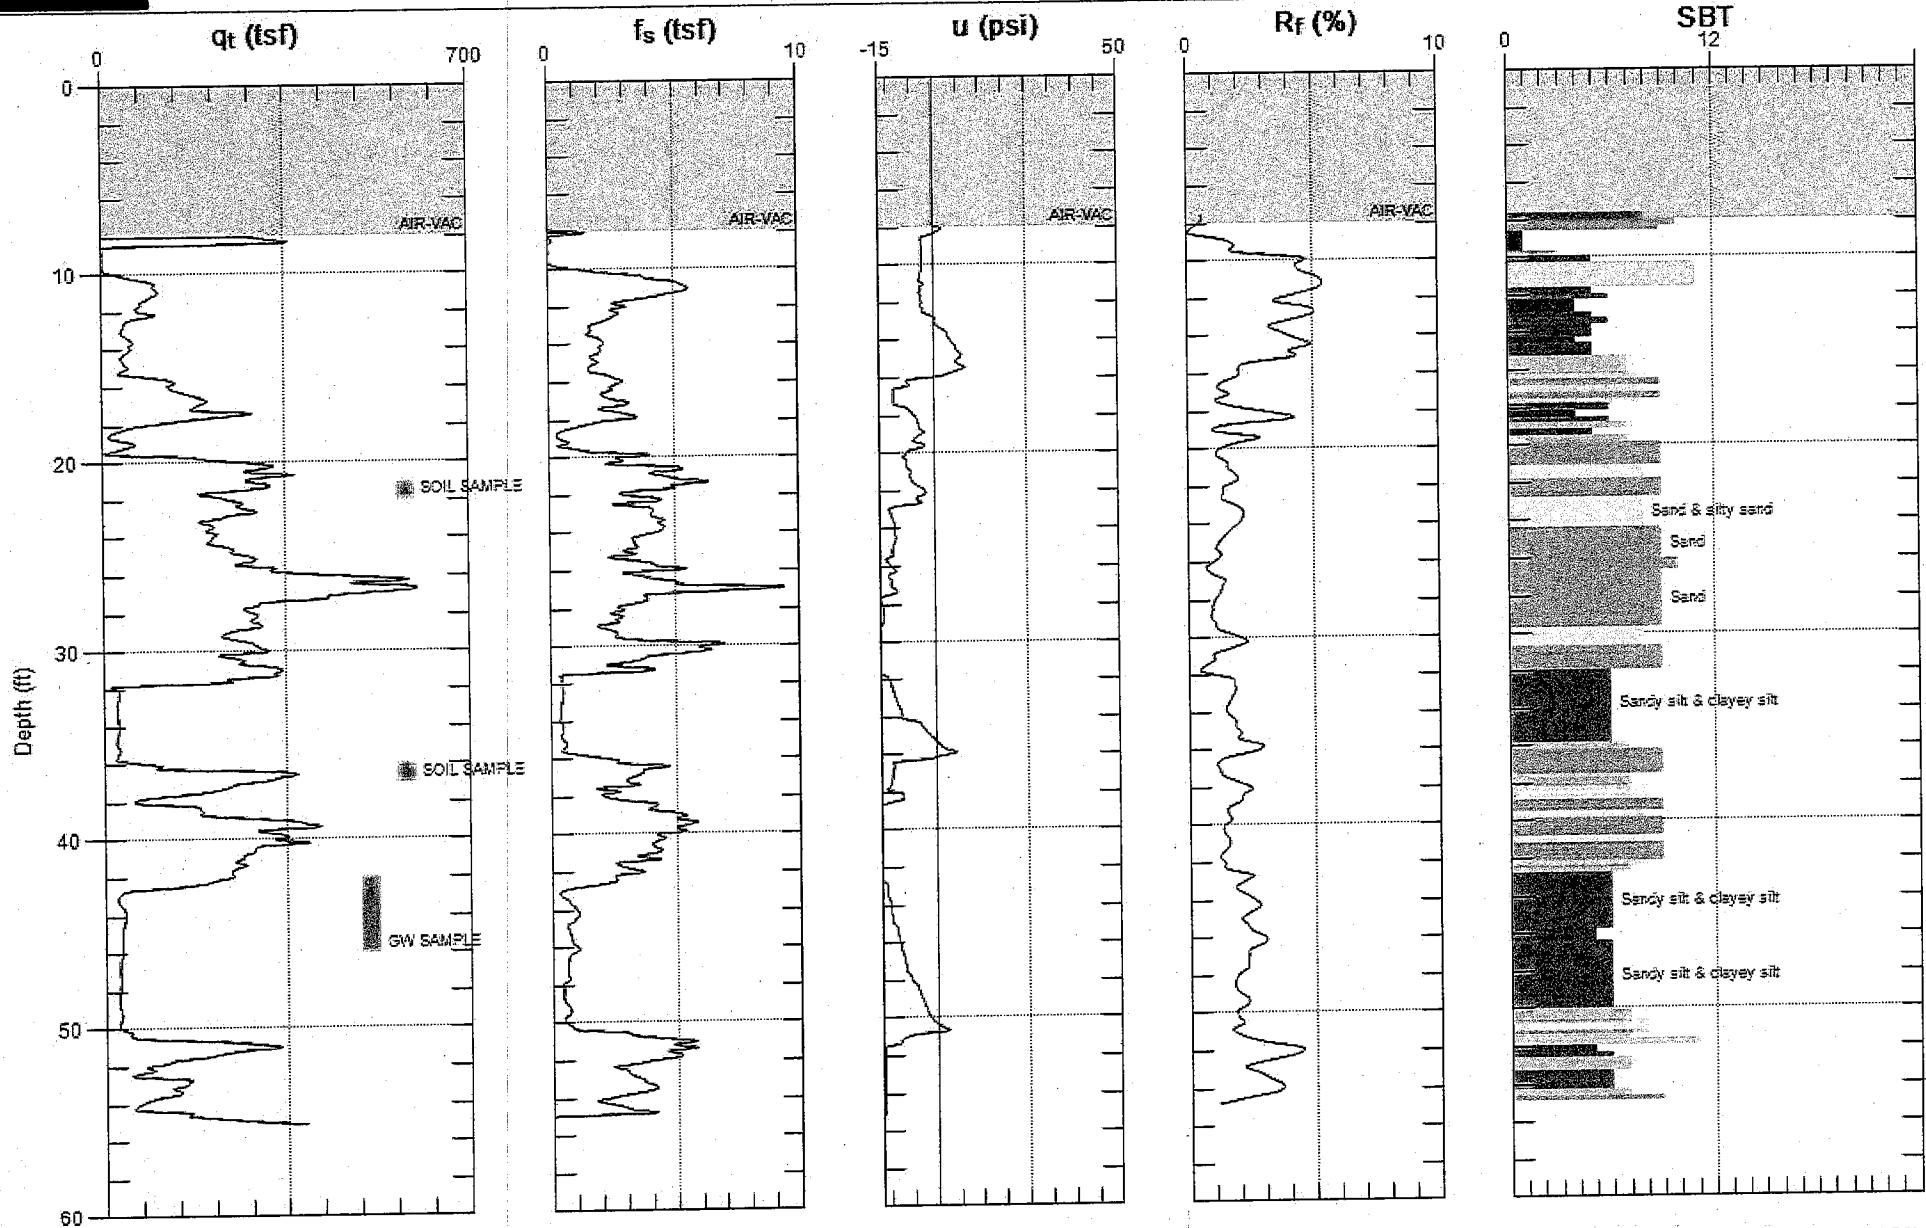 qt (tsf)
0 700
fs (tsf)
0 10
u (psi)
-15 50
Rf (%)
0 10
SBT
0 12
0
AIR-VAC
AIR-VAC
AIR-VAC
AIR-VAC
10
20
SOIL SAMPLE
Sand & silty sand
Sand
Sand
30
Depth (ft)
Sandy silt & clayey silt
SOIL SAMPLE
40
GW SAMPLE
Sandy silt & clayey silt
Sandy silt & clayey silt
50
60